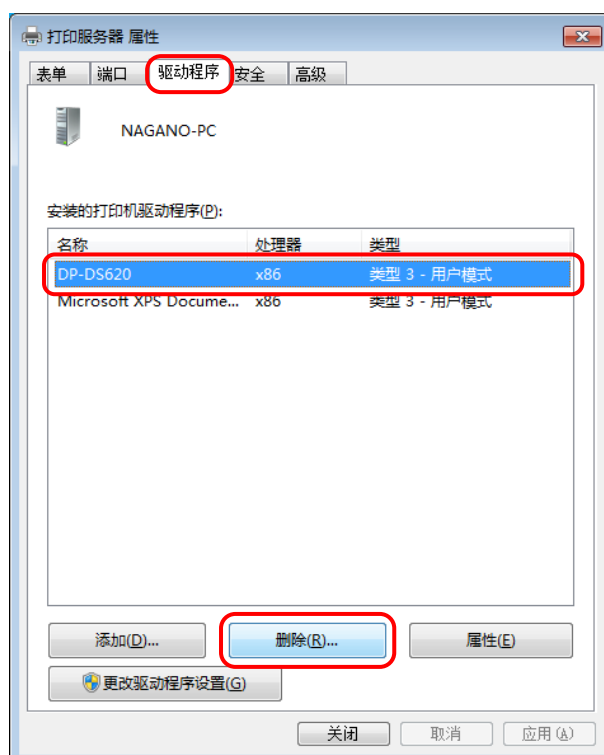 打印服务器 属性
表单 端口 驱动程序 安全 高级
NAGANO-PC
安装的打印机驱动程序(P):
名称 处理器 类型
DP-DS620 x86 类型 3 - 用户模式
Microsoft XPS Docume... x86 类型 3 - 用户模式
添加(D)... 删除(R)... 属性(E)
更改驱动程序设置(G)
关闭 取消 应用(A)